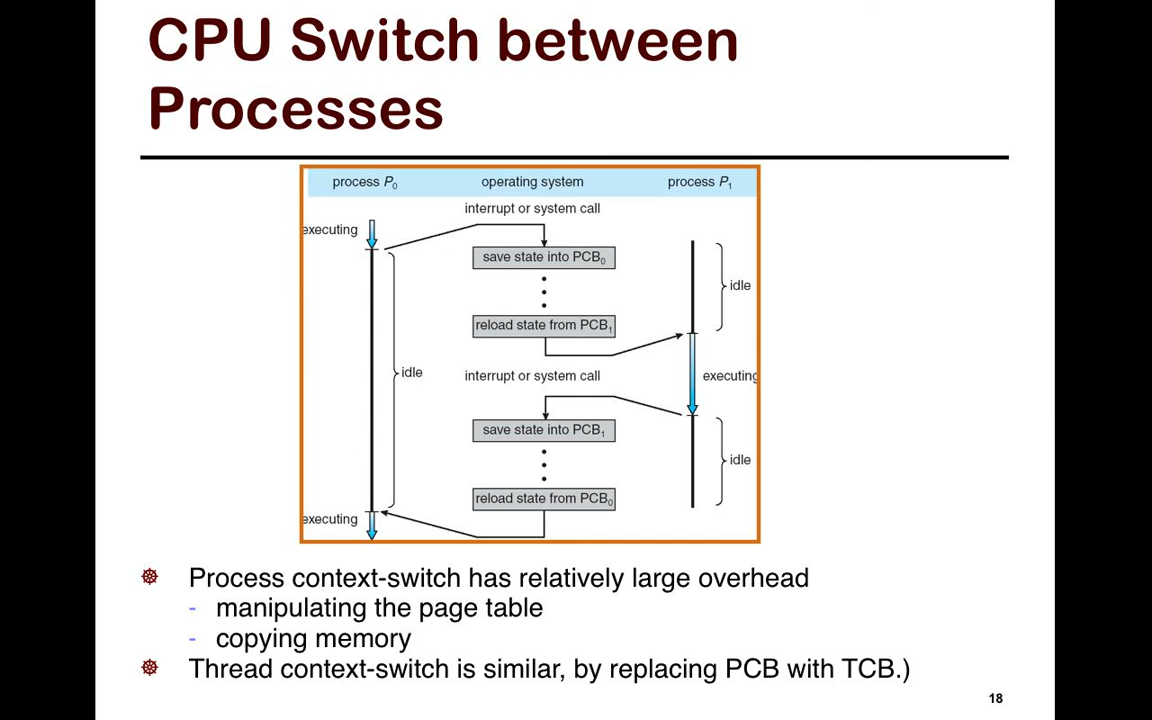 CPU Switch between
Processes
process P0 operating system process P1
interrupt or system call
executing
save state into PCB0
idle
reload state from PCB1
idle
interrupt or system call
executing
save state into PCB1
idle
reload state from PCB0
executing
Process context-switch has relatively large overhead
- manipulating the page table
- copying memory
Thread context-switch is similar, by replacing PCB with TCB.)
18